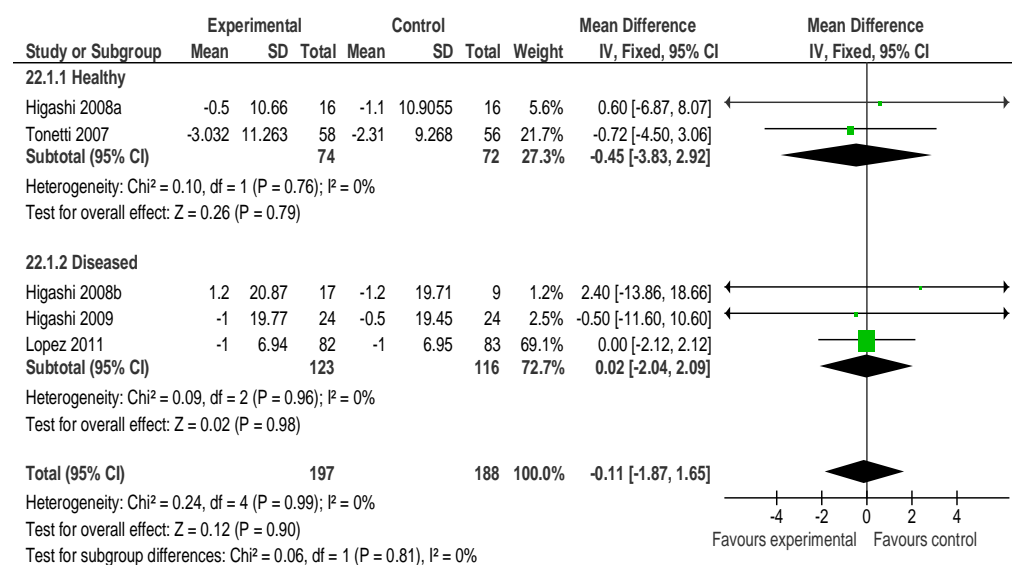 Experimental Control Mean Difference Mean Difference
Study or Subgroup Mean SD Total Mean SD Total Weight IV, Fixed, 95% CI IV, Fixed, 95% CI
22.1.1 Healthy
Higashi 2008a -0.5 10.66 16 -1.1 10.9055 16 5.6% 0.60 [-6.87, 8.07]
Tonetti 2007 -3.032 11.263 58 -2.31 9.268 56 21.7% -0.72 [-4.50, 3.06]
Subtotal (95% CI) 74 72 27.3% -0.45 [-3.83, 2.92]
Heterogeneity: Chi² = 0.10, df = 1 (P = 0.76); I² = 0%
Test for overall effect: Z = 0.26 (P = 0.79)
22.1.2 Diseased
Higashi 2008b 1.2 20.87 17 -1.2 19.71 9 1.2% 2.40 [-13.86, 18.66]
Higashi 2009 -1 19.77 24 -0.5 19.45 24 2.5% -0.50 [-11.60, 10.60]
Lopez 2011 -1 6.94 82 -1 6.95 83 69.1% 0.00 [-2.12, 2.12]
Subtotal (95% CI) 123 116 72.7% 0.02 [-2.04, 2.09]
Heterogeneity: Chi² = 0.09, df = 2 (P = 0.96); I² = 0%
Test for overall effect: Z = 0.02 (P = 0.98)
Total (95% CI) 197 188 100.0% -0.11 [-1.87, 1.65]
Heterogeneity: Chi² = 0.24, df = 4 (P = 0.99); I² = 0%
Test for overall effect: Z = 0.12 (P = 0.90)
Test for subgroup differences: Chi² = 0.06, df = 1 (P = 0.81), I² = 0%
-4 -2 0 2 4
Favours experimental Favours control